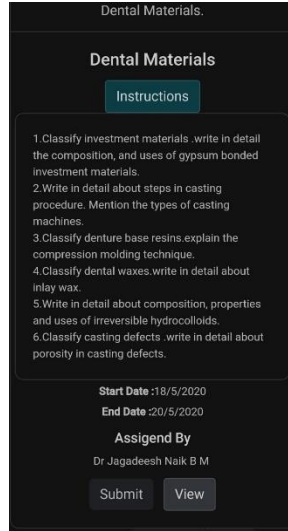 Dental Materials.
Dental Materials
Instructions
1.Classify investment materials .write in detail
the composition, and uses of gypsum bonded
investment materials.
2.Write in detail about steps in casting
procedure. Mention the types of casting
machines.
3.Classify denture base resins.explain the
compression molding technique.
4.Classify dental waxes.write in detail about
inlay wax.
5.Write in detail about composition, properties
and uses of irreversible hydrocolloids.
6.Classify casting defects .write in detail about
porosity in casting defects.
Start Date :18/5/2020
End Date :20/5/2020
Assigend By
Dr Jagadeesh Naik B M
Submit View